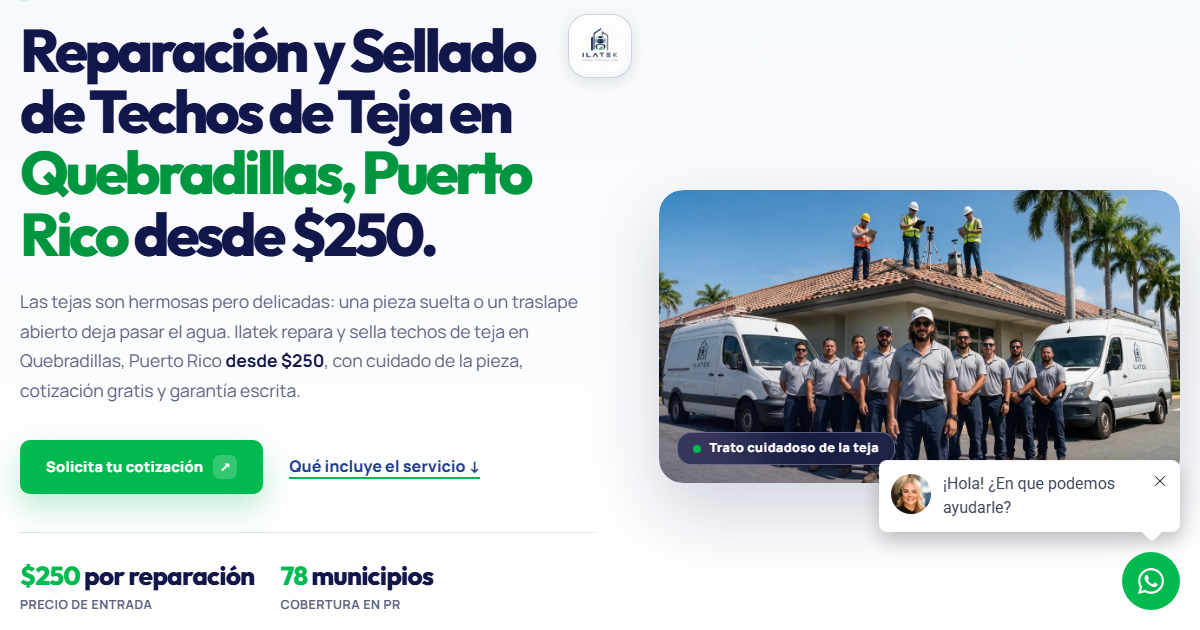 Reparación y Sellado
de Techos de Teja en
Quebradillas, Puerto
Rico desde $250.
ILATEK
Las tejas son hermosas pero delicadas: una pieza suelta o un traslape
abierto deja pasar el agua. Ilatek repara y sella techos de teja en
Quebradillas, Puerto Rico desde $250, con cuidado de la pieza,
cotización gratis y garantía escrita.
Solicita tu cotización ↗
Qué incluye el servicio ↓
$250 por reparación
PRECIO DE ENTRADA
78 municipios
COBERTURA EN PR
ILATEK
ILATEK
Trato cuidadoso de la teja
¡Hola! ¿En que podemos
ayudarle?